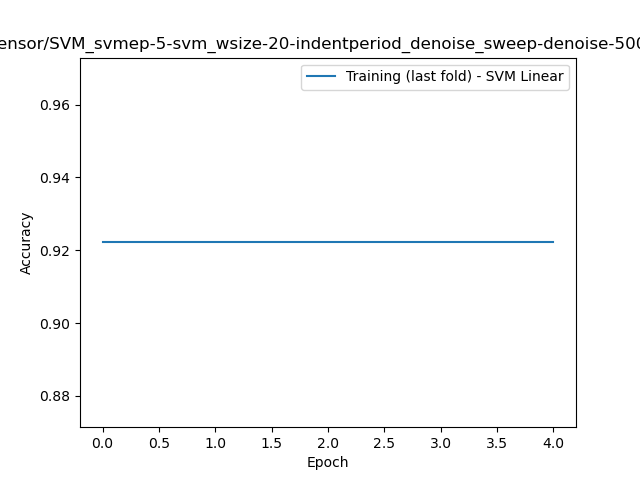 ensor/SVM_svmep-5-svm_wsize-20-indentperiod_denoise_sweep-denoise-500
Training (last fold) - SVM Linear
0.96
0.94
0.92
0.90
0.88
Accuracy
0.0 0.5 1.0 1.5 2.0 2.5 3.0 3.5 4.0
Epoch